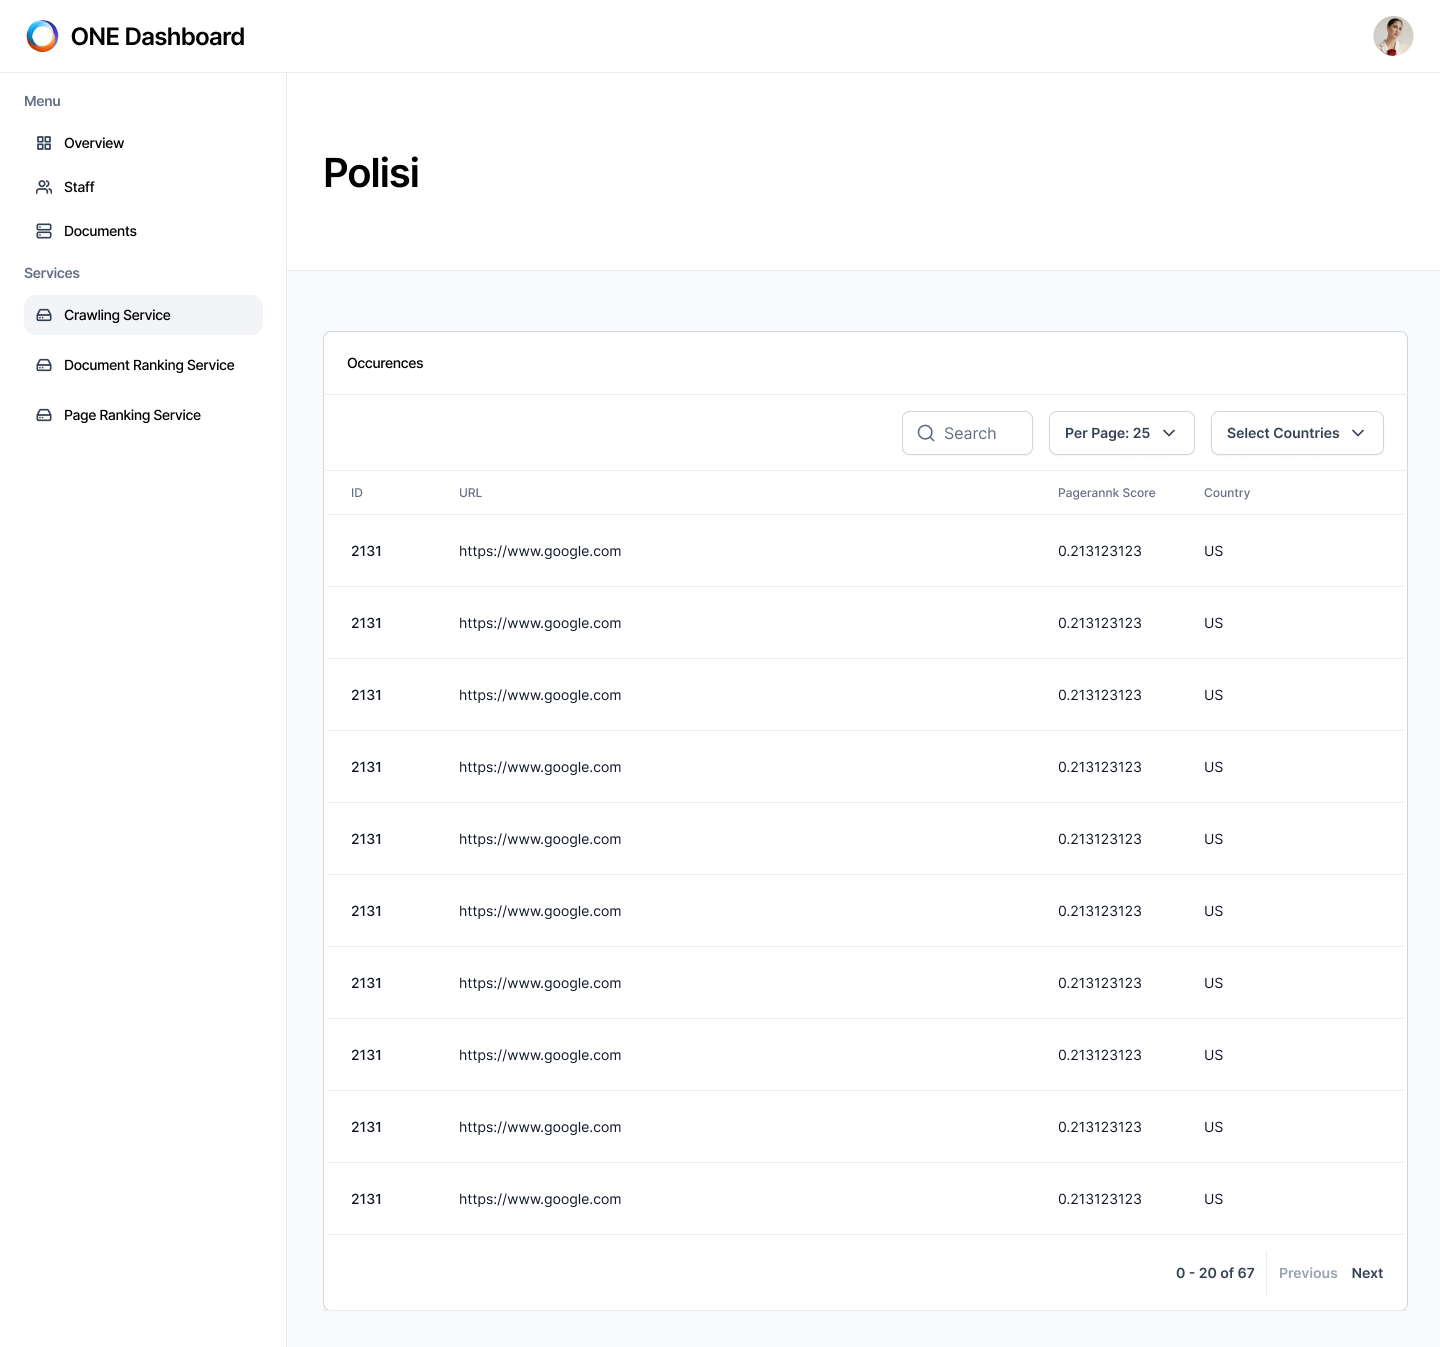 ONE Dashboard
Menu
Overview
Staff
Documents
Services
Crawling Service
Document Ranking Service
Page Ranking Service
Polisi
Occurences
Search
Per Page: 25
Select Countries
ID URL Pagerannk Score Country
2131 https://www.google.com 0.213123123 US
2131 https://www.google.com 0.213123123 US
2131 https://www.google.com 0.213123123 US
2131 https://www.google.com 0.213123123 US
2131 https://www.google.com 0.213123123 US
2131 https://www.google.com 0.213123123 US
2131 https://www.google.com 0.213123123 US
2131 https://www.google.com 0.213123123 US
2131 https://www.google.com 0.213123123 US
2131 https://www.google.com 0.213123123 US
0 - 20 of 67 Previous Next